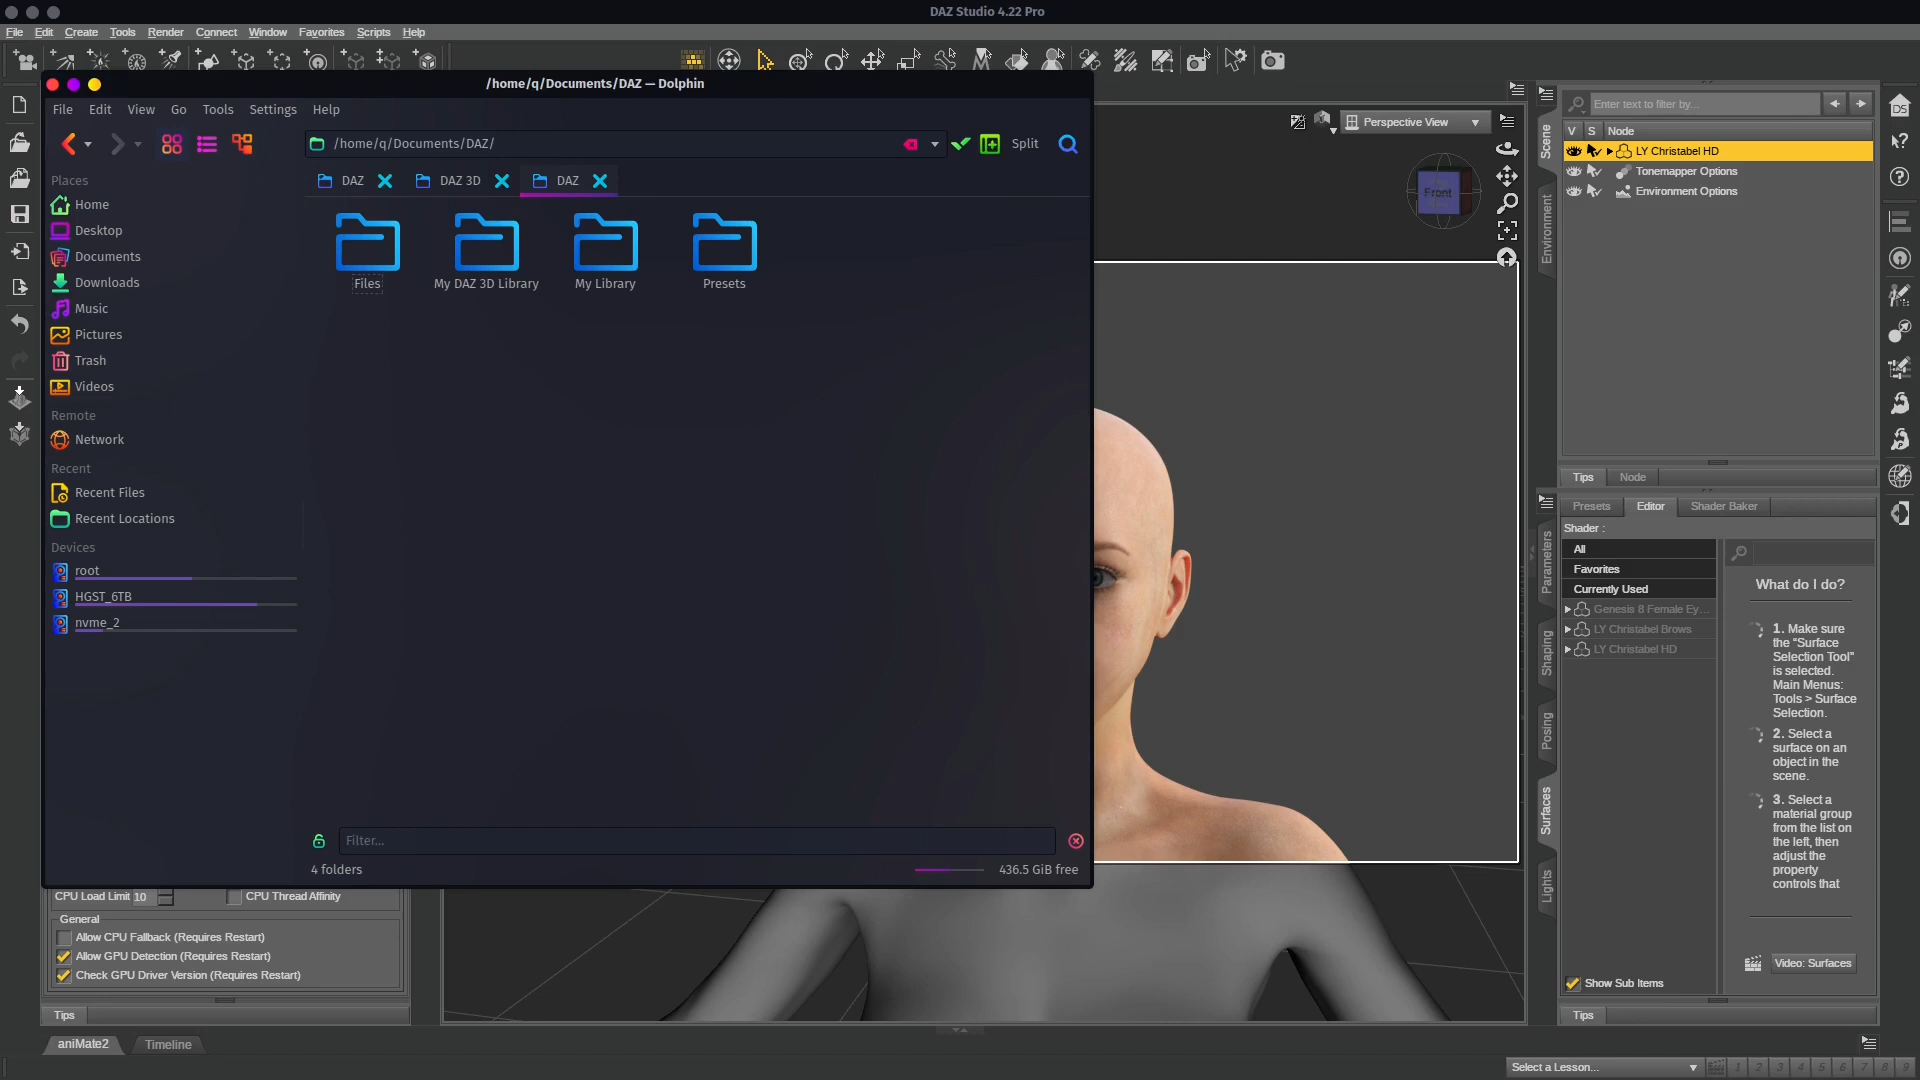 DAZ Studio 4.22 Pro
File Edit Create Tools Render Connect Window Favorites Scripts Help
/home/q/Documents/DAZ — Dolphin
File Edit View Go Tools Settings Help
/home/q/Documents/DAZ/
Split
DAZ DAZ 3D DAZ
Places
Home
Desktop
Documents
Downloads
Music
Pictures
Trash
Videos
Remote
Network
Recent
Recent Files
Recent Locations
Devices
root
HGST_6TB
nvme_2
Files My DAZ 3D Library My Library Presets
Filter...
4 folders 436.5 GiB free
CPU Load Limit 10 CPU Thread Affinity
General
Allow CPU Fallback (Requires Restart)
Allow GPU Detection (Requires Restart)
Check GPU Driver Version (Requires Restart)
Tips
aniMate2 Timeline
Perspective View
Front
Scene
Environment
Enter text to filter by...
V S Node
LY Christabel HD
Tonemapper Options
Environment Options
Tips Node
Presets Editor Shader Baker
Shader :
All
Favorites
Currently Used
Genesis 8 Female Ey...
LY Christabel Brows
LY Christabel HD
Show Sub Items
Parameters
Shaping
Posing
Surfaces
Lights
What do I do?
1. Make sure
the "Surface
Selection Tool"
is selected.
Main Menus:
Tools > Surface
Selection.
2. Select a
surface on an
object in the
scene.
3. Select a
material group
from the list on
the left, then
adjust the
property
controls that
Video: Surfaces
Tips
Select a Lesson...
1 2 3 4 5 6 7 8 9
DS